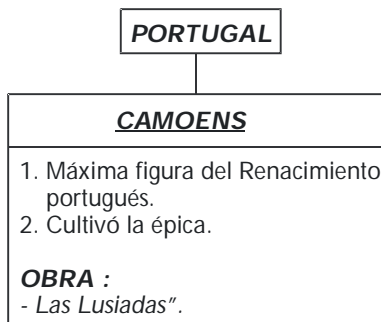 PORTUGAL
CAMOENS
1. Máxima figura del Renacimiento
portugués.
2. Cultivó la épica.
OBRA :
- Las Lusiadas”.